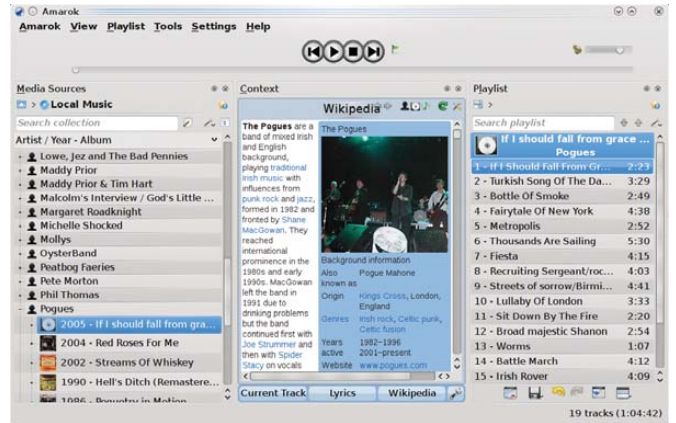 Amarok
Amarok View Playlist Tools Settings Help
Media Sources
> Local Music
Search collection
Artist / Year - Album
Lowe, Jez and The Bad Pennies
Maddy Prior
Maddy Prior & Tim Hart
Malcolm's Interview / God's Little ...
Margaret Roadknight
Michelle Shocked
Mollys
OysterBand
Peatbog Faeries
Pete Morton
Phil Thomas
Pogues
2005 - If I should fall from gra...
2004 - Red Roses For Me
2002 - Streams Of Whiskey
1990 - Hell's Ditch (Remastere...
1986 - Poguetry in Motion
Context
Wikipedia
The Pogues are a
band of mixed Irish
and English
background,
playing traditional
Irish music with
influences from
punk rock and jazz,
formed in 1982 and
fronted by Shane
MacGowan. They
reached
international
prominence in the
1980s and early
1990s. MacGowan
left the band in
1991 due to
drinking problems
but the band
continued first with
Joe Strummer and
then with Spider
Stacy on vocals
The Pogues
Background information
Also known as Pogue Mahone
Origin Kings Cross, London,
England
Genres Irish rock, Celtic punk,
Celtic fusion
Years active 1982–1996
2001–present
Website www.pogues.com
Current Track Lyrics Wikipedia
Playlist
>
Search playlist
If I should fall from grace ...
Pogues
1 - If I Should Fall From Gr... 2:23
2 - Turkish Song Of The Da... 3:29
3 - Bottle Of Smoke 2:49
4 - Fairytale Of New York 4:38
5 - Metropolis 2:52
6 - Thousands Are Sailing 5:30
7 - Fiesta 4:15
8 - Recruiting Sergeant/roc... 4:03
9 - Streets of sorrow/Birmi... 4:41
10 - Lullaby Of London 3:33
11 - Sit Down By The Fire 2:20
12 - Broad majestic Shanon 2:54
13 - Worms 1:07
14 - Battle March 4:12
15 - Irish Rover 4:09
19 tracks (1:04:42)